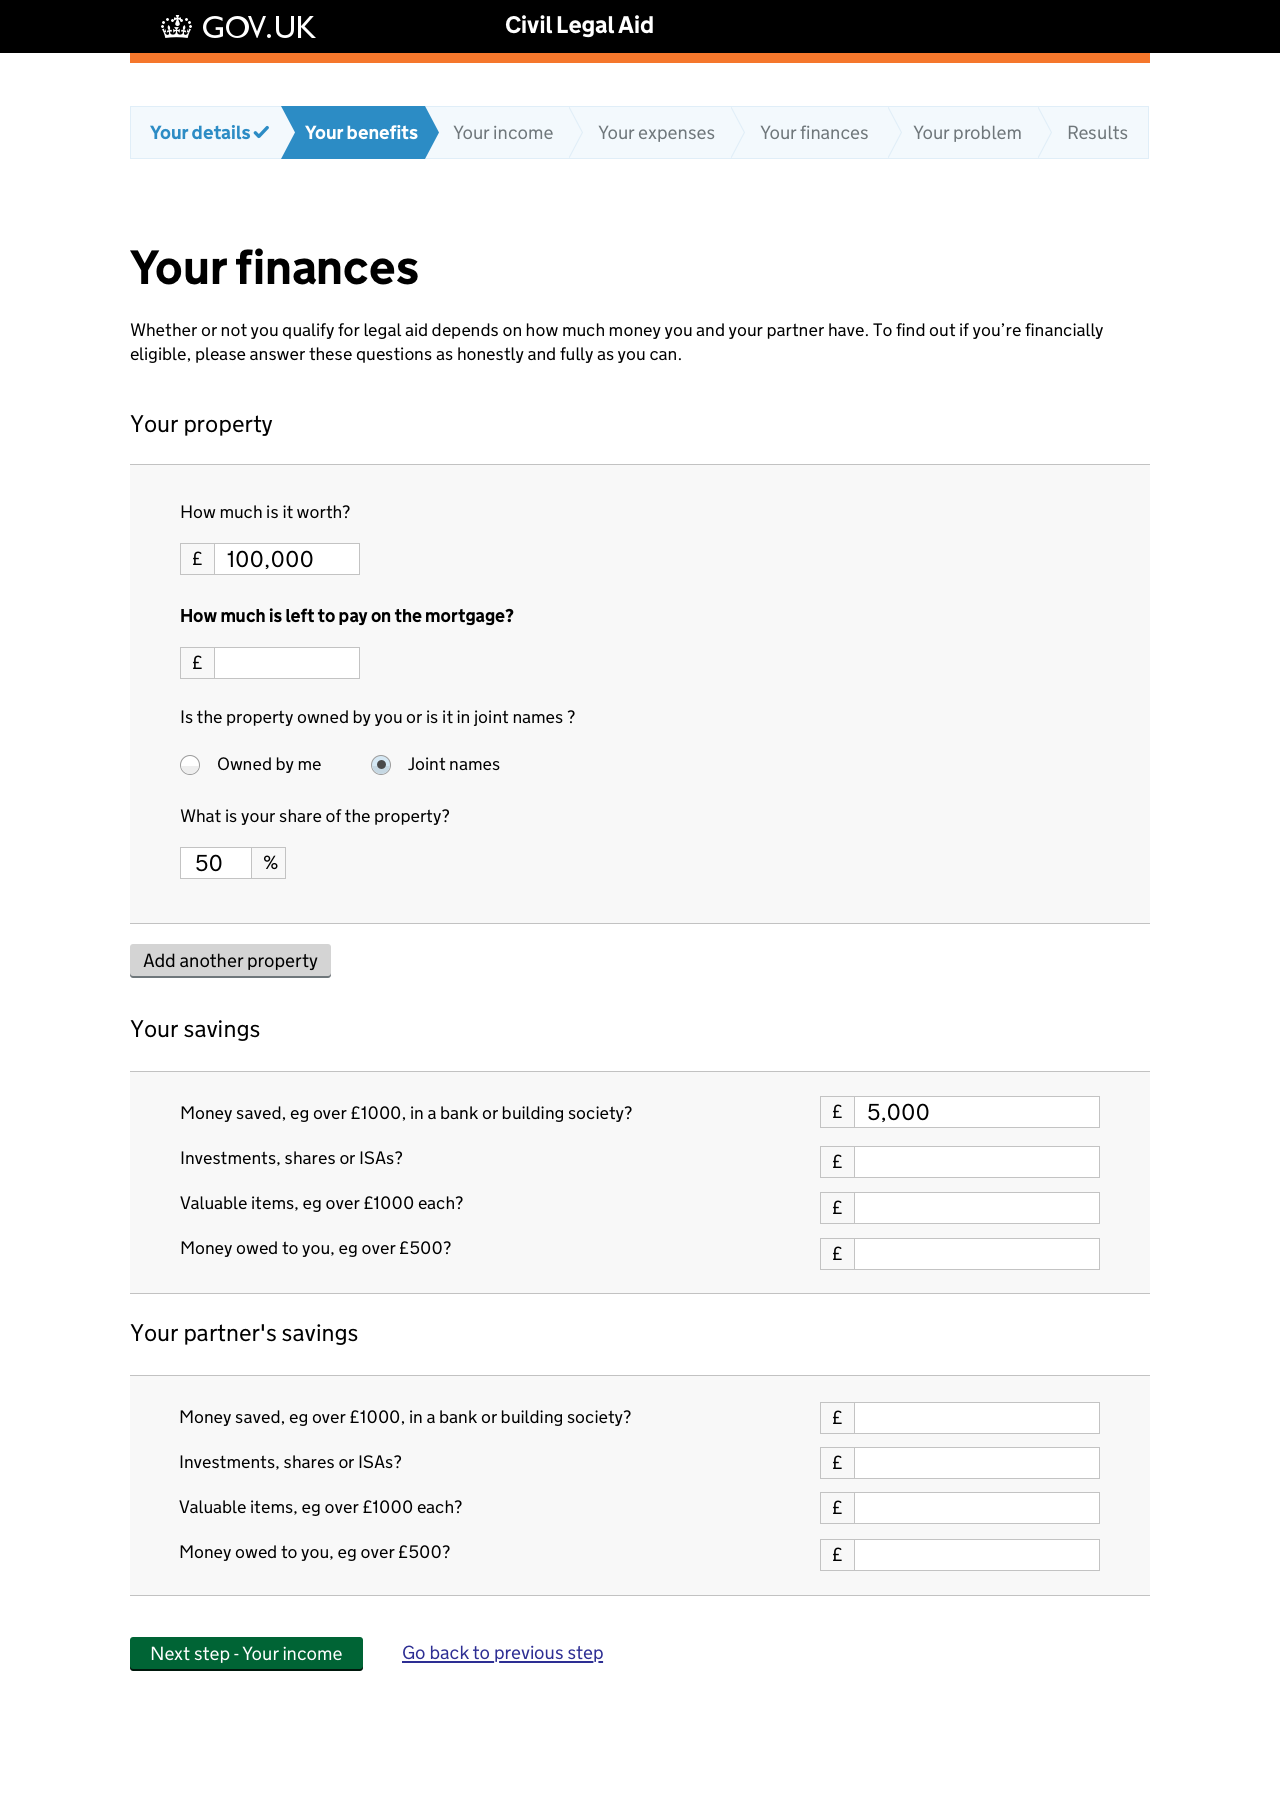 GOV.UK
Civil Legal Aid
Your details Your benefits Your income Your expenses Your finances Your problem Results
Your finances
Whether or not you qualify for legal aid depends on how much money you and your partner have. To find out if you’re financially
eligible, please answer these questions as honestly and fully as you can.
Your property
How much is it worth?
£ 100,000
How much is left to pay on the mortgage?
£
Is the property owned by you or is it in joint names ?
Owned by me Joint names
What is your share of the property?
50 %
Add another property
Your savings
Money saved, eg over £1000, in a bank or building society? £ 5,000
Investments, shares or ISAs? £
Valuable items, eg over £1000 each? £
Money owed to you, eg over £500? £
Your partner's savings
Money saved, eg over £1000, in a bank or building society? £
Investments, shares or ISAs? £
Valuable items, eg over £1000 each? £
Money owed to you, eg over £500? £
Next step - Your income Go back to previous step